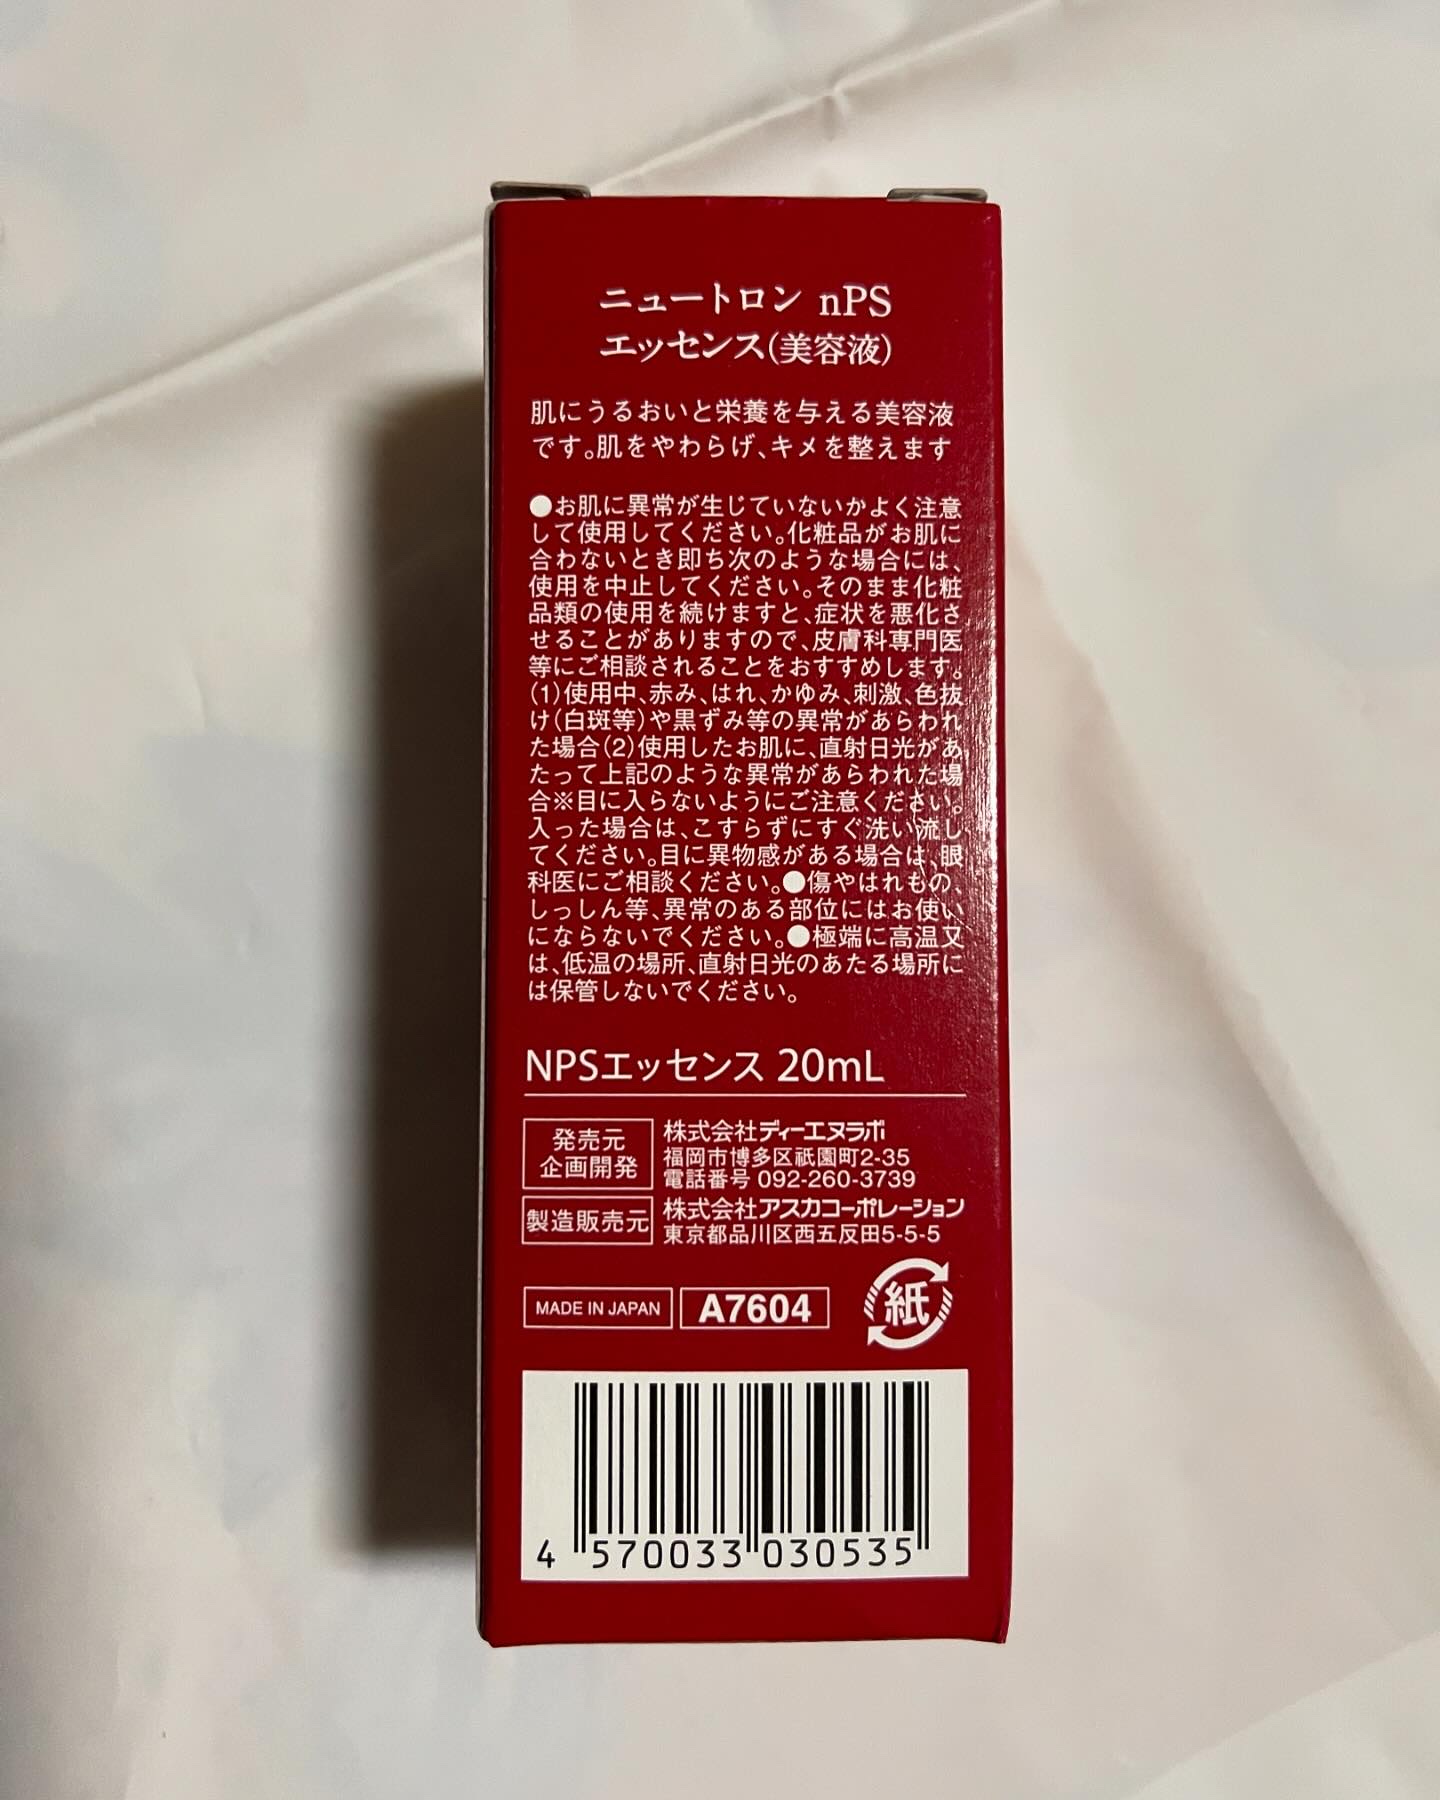 ニュートロン nPS
エッセンス(美容液)
肌にうるおいと栄養を与える美容液
です。肌をやわらげ、キメを整えます
●お肌に異常が生じていないかよく注意
して使用してください。化粧品がお肌に
合わないとき即ち次のような場合には、
使用を中止してください。そのまま化粧
品類の使用を続けますと、症状を悪化さ
せることがありますので、皮膚科専門医
等にご相談されることをおすすめします。
(1)使用中、赤み、はれ、かゆみ、刺激、色抜
け(白斑等)や黒ずみ等の異常があらわれ
た場合(2)使用したお肌に、直射日光があ
たって上記のような異常があらわれた場
合※目に入らないようにご注意ください。
入った場合は、こすらずにすぐ洗い流し
てください。目に異物感がある場合は、眼
科医にご相談ください。●傷やはれもの、
しっしん等、異常のある部位にはお使い
にならないでください。●極端に高温又
は、低温の場所、直射日光のあたる場所に
は保管しないでください。
NPSエッセンス 20mL
発売元
企画開発
株式会社ディーエヌラボ
福岡市博多区祇園町2-35
電話番号 092-260-3739
製造販売元
株式会社アスカコーポレーション
東京都品川区西五反田5-5-5
MADE IN JAPAN
A7604
紙
4 570033 030535